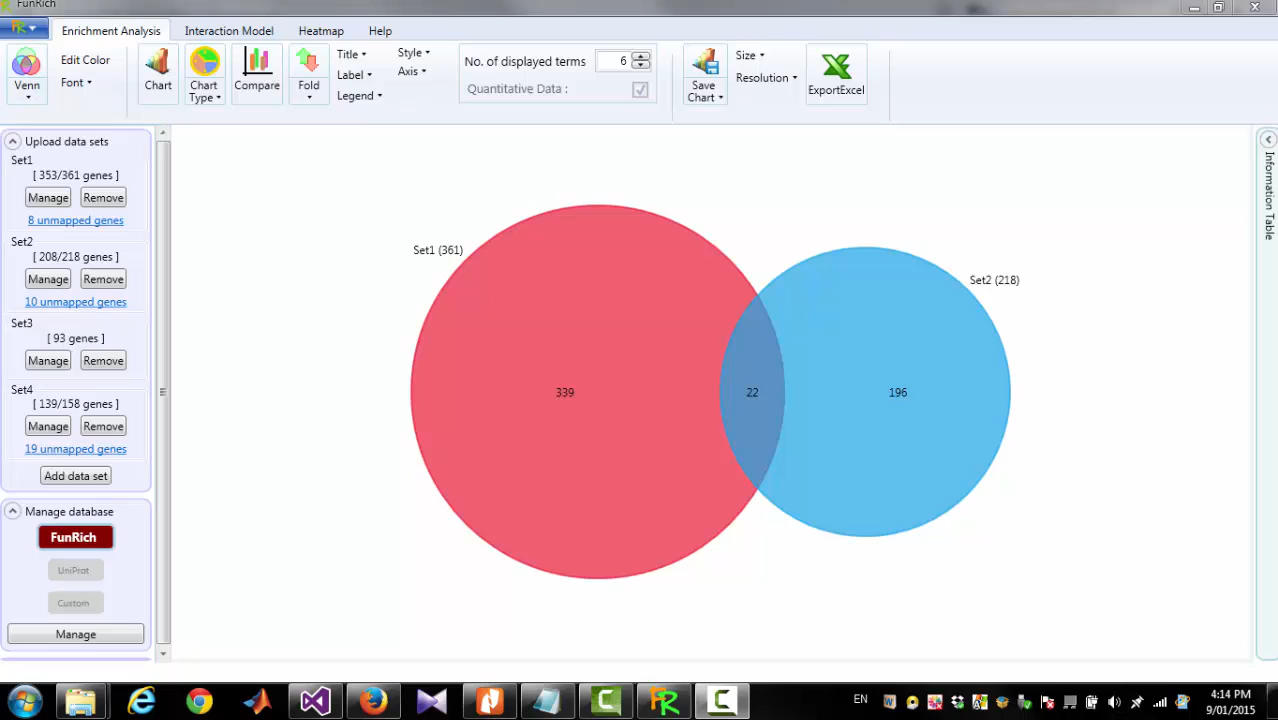 FunRich
Enrichment Analysis
Interaction Model
Heatmap
Help
Venn
Edit Color
Font
Chart
Chart Type
Compare
Fold
Title
Label
Legend
Style
Axis
No. of displayed terms 6
Quantitative Data :
Save Chart
Size
Resolution
ExportExcel
Upload data sets
Set1
[ 353/361 genes ]
Manage Remove
8 unmapped genes
Set2
[ 208/218 genes ]
Manage Remove
10 unmapped genes
Set3
[ 93 genes ]
Manage Remove
Set4
[ 139/158 genes ]
Manage Remove
19 unmapped genes
Add data set
Manage database
FunRich
UniProt
Custom
Manage
Set1 (361)
Set2 (218)
339
22
196
Information Table
EN
4:14 PM
9/01/2015